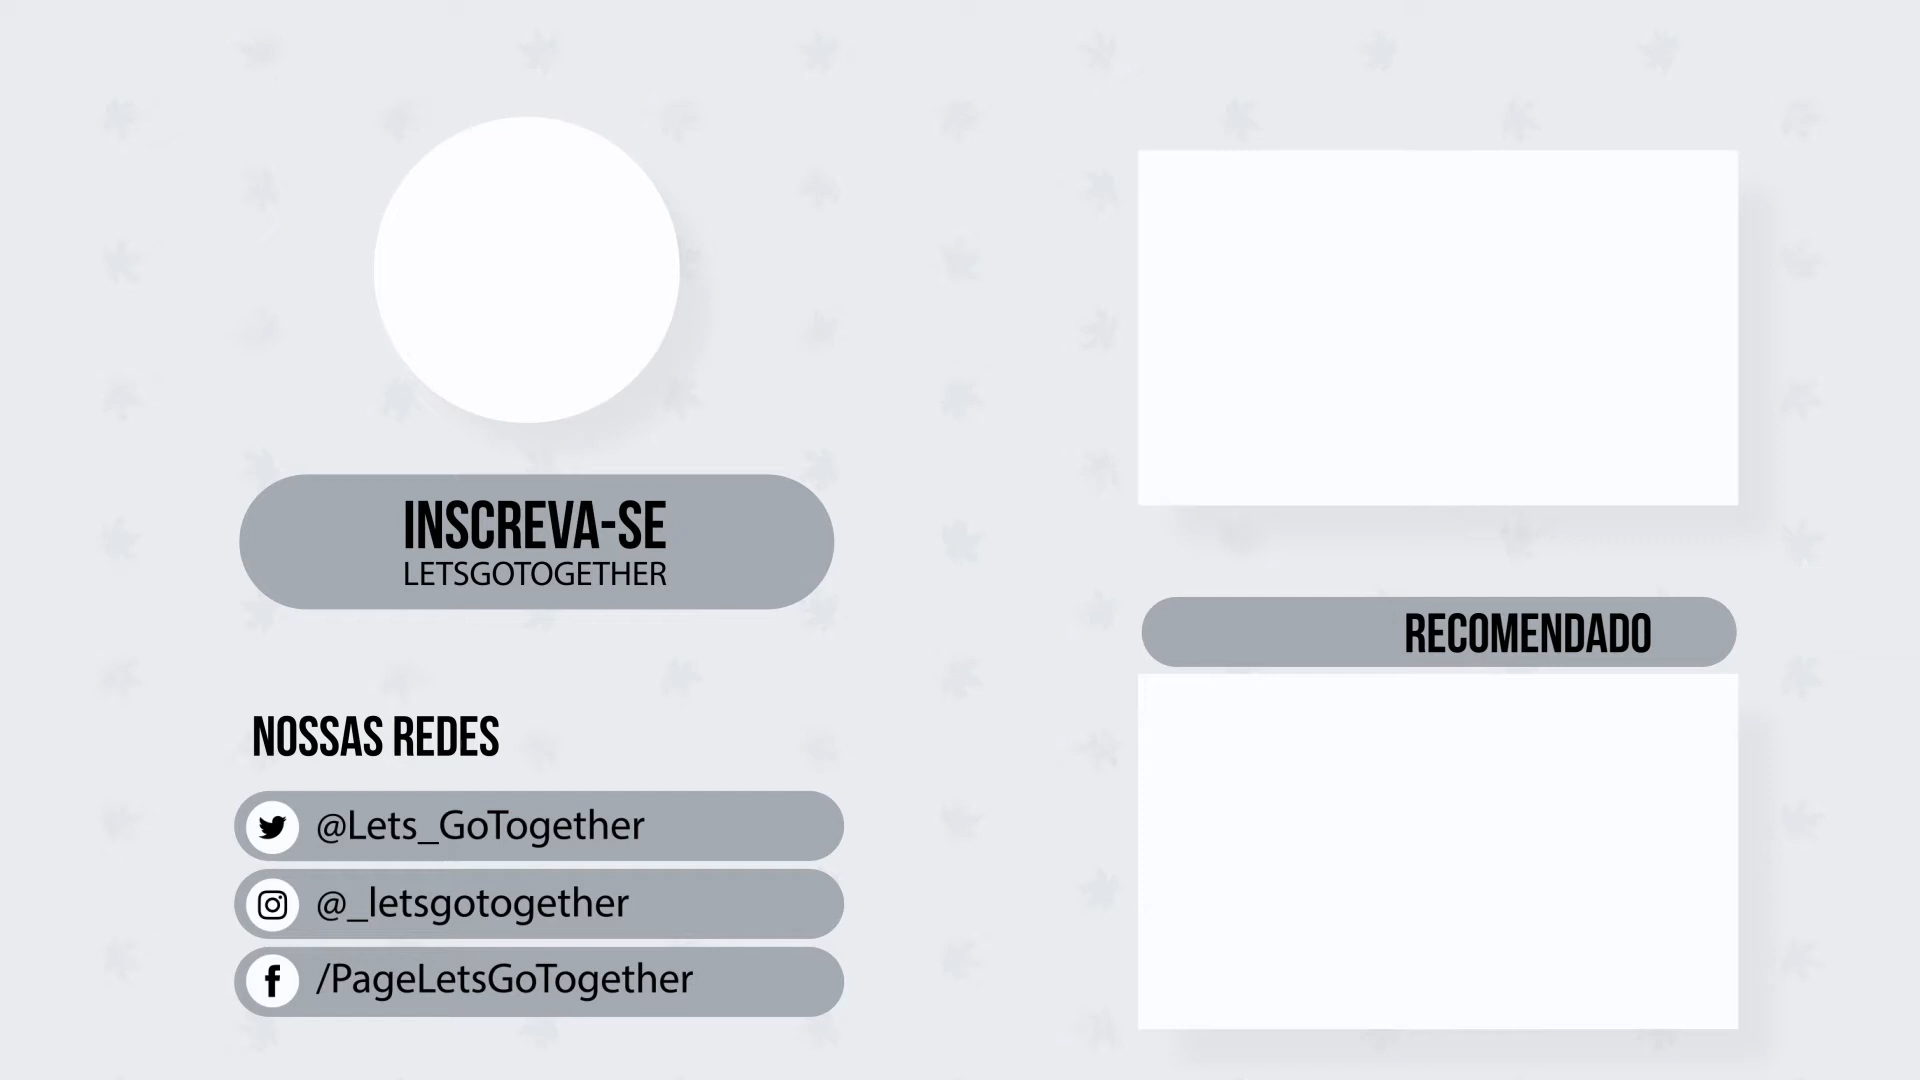 INSCREVA-SE
LETSGOTOGETHER
NOSSAS REDES
@Lets_GoTogether
@_letsgotogether
/PageLetsGoTogether
RECOMENDADO